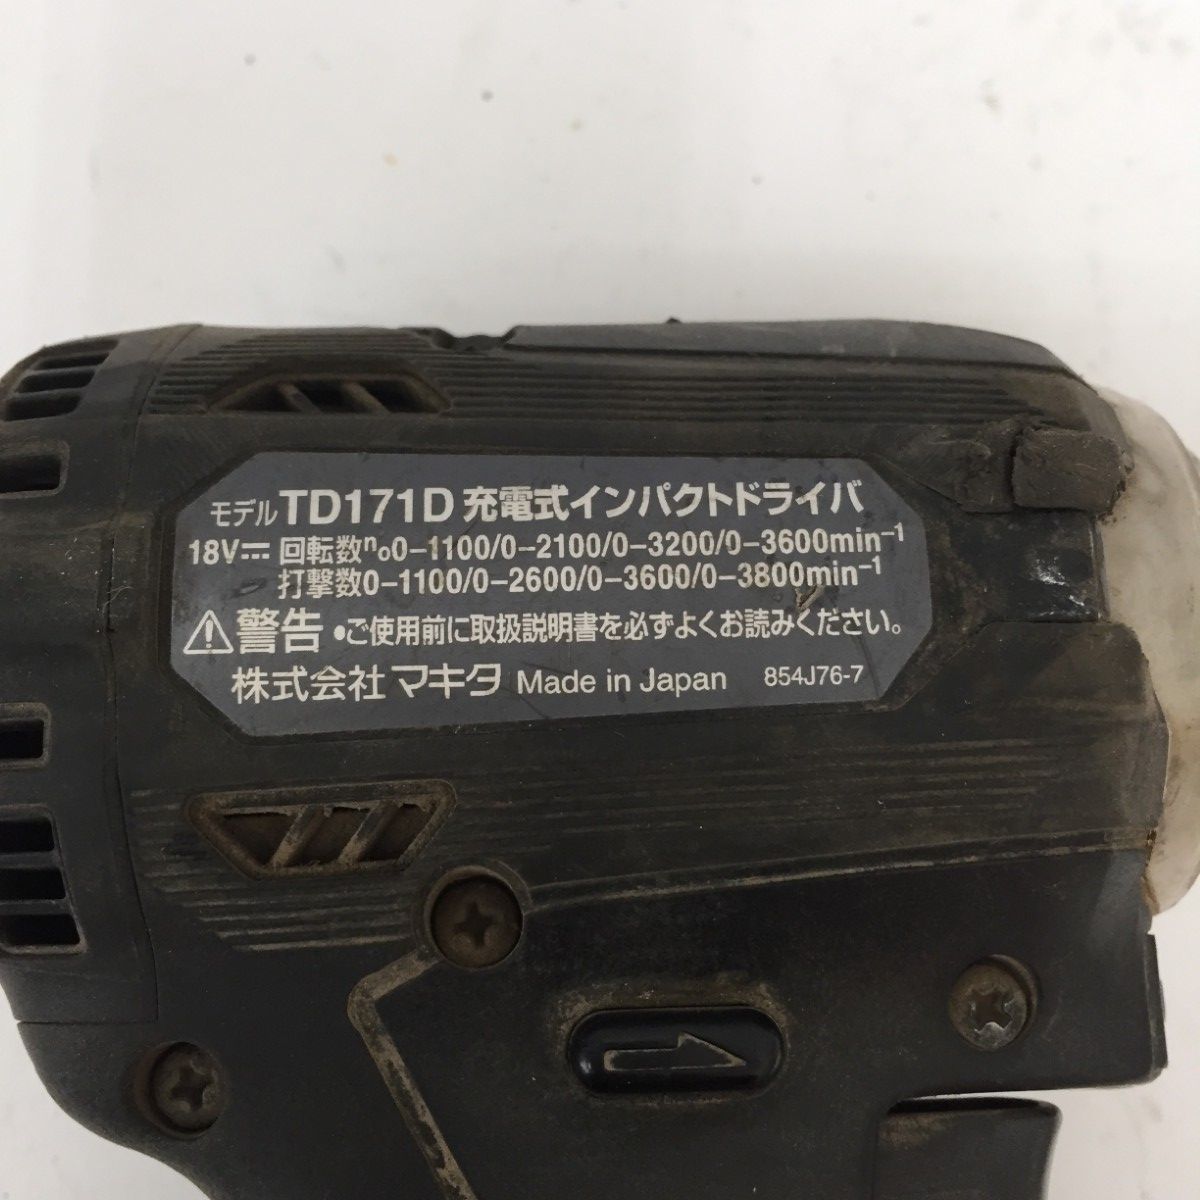 モデル TD171D 充電式インパクトドライバ
18V⎓ 回転数n₀0-1100/0-2100/0-3200/0-3600min⁻¹
打撃数0-1100/0-2600/0-3600/0-3800min⁻¹
⚠警告 •ご使用前に取扱説明書を必ずよくお読みください。
株式会社 マキタ Made in Japan 854J76-7